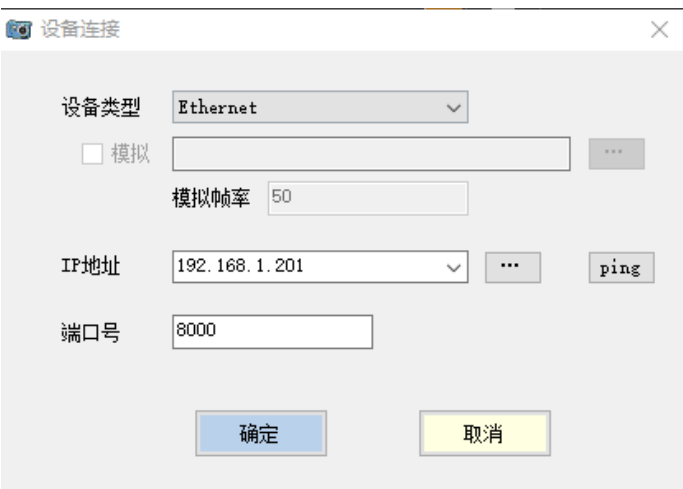 设备连接
设备类型 Ethernet
模拟 ...
模拟帧率 50
IP地址 192.168.1.201 ... ping
端口号 8000
确定 取消